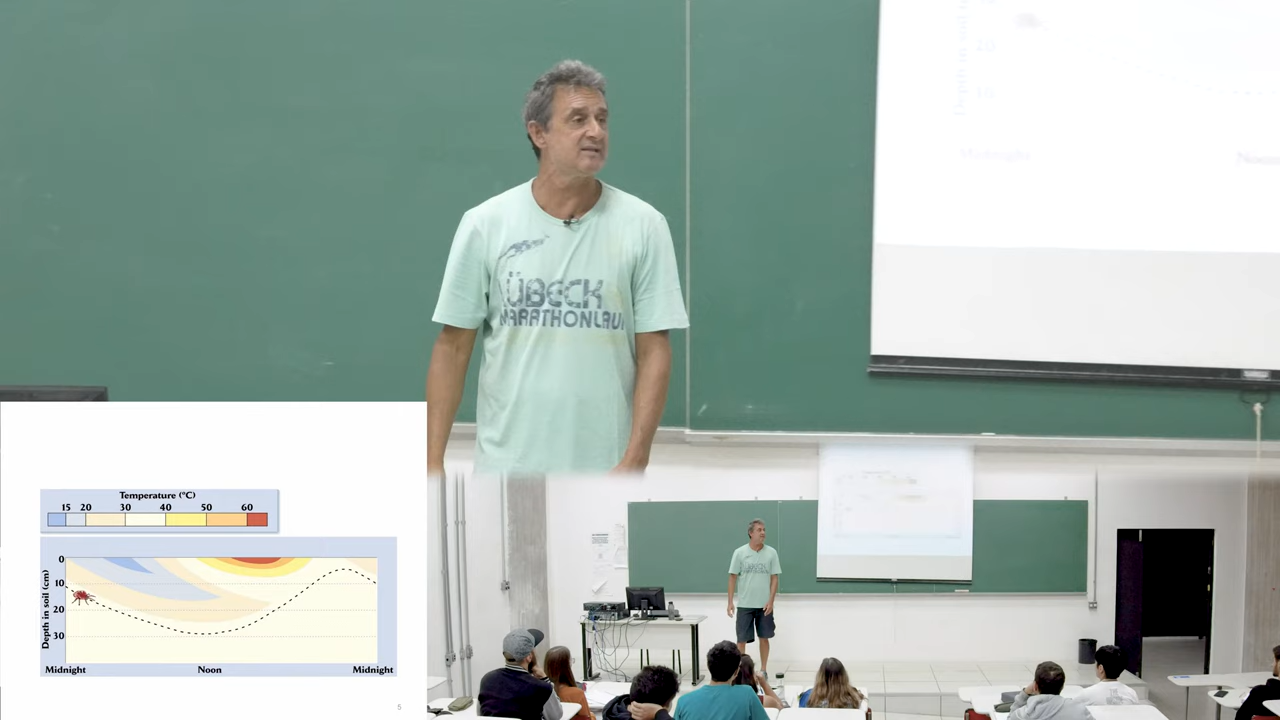 ÜBECK
MARATHONLAU
Temperature (°C)
15 20 30 40 50 60
Depth in soil (cm)
0
10
20
30
Midnight Noon Midnight
5